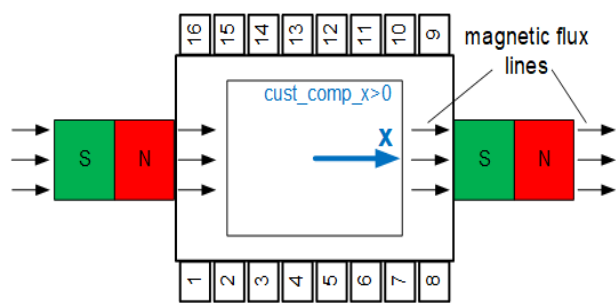 16 15 14 13 12 11 10 9
magnetic flux
lines
cust_comp_x>0
X
S N
S N
1 2 3 4 5 6 7 8